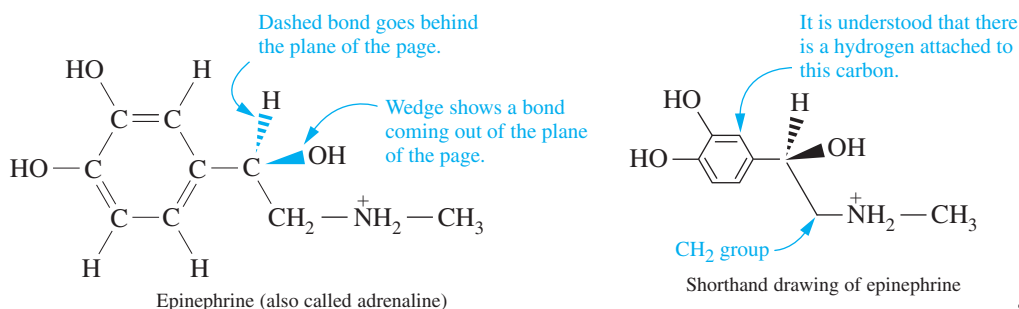 Dashed bond goes behind
the plane of the page.
It is understood that there
is a hydrogen attached to
this carbon.
HO H
H
Wedge shows a bond
coming out of the plane
of the page.
C=C
OH
HO—C C—C
C—C
CH₂—N⁺H₂—CH₃
H H
Epinephrine (also called adrenaline)
HO H
HO OH
N⁺H₂—CH₃
CH₂ group
Shorthand drawing of epinephrine